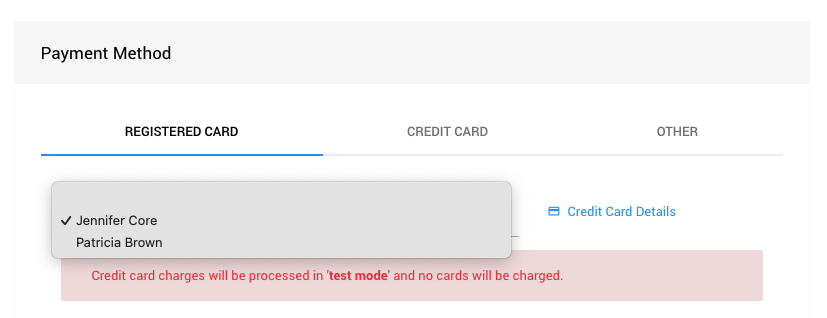 Payment Method
REGISTERED CARD
CREDIT CARD
OTHER
Jennifer Core
Credit Card Details
Patricia Brown
Credit card charges will be processed in 'test mode' and no cards will be charged.